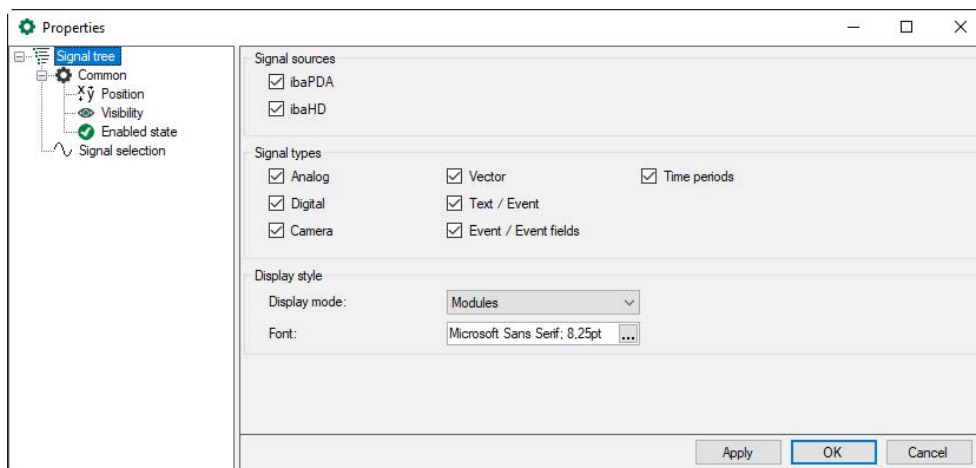 Properties
Signal tree
Common
Position
Visibility
Enabled state
Signal selection
Signal sources
ibaPDA
ibaHD
Signal types
Analog Vector Time periods
Digital Text / Event
Camera Event / Event fields
Display style
Display mode: Modules
Font: Microsoft Sans Serif; 8,25pt ...
Apply OK Cancel